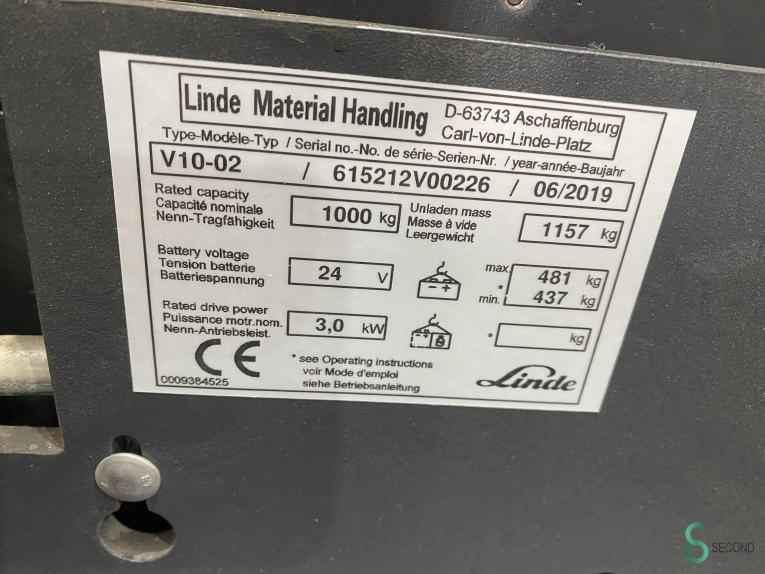 Linde Material Handling
D-63743 Aschaffenburg
Carl-von-Linde-Platz
Type-Modèle-Typ / Serial no.-No. de série-Serien-Nr. / year-année-Baujahr
V10-02 / 615212V00226 / 06/2019
Rated capacity
Capacité nominale
Nenn-Tragfähigkeit
1000 kg
Unladen mass
Masse à vide
Leergewicht
1157 kg
Battery voltage
Tension batterie
Batteriespannung
24 V
- +
max. 481 kg
*
min. 437 kg
Rated drive power
Puissance motr.nom.
Nenn-Antriebsleist.
3,0 kW
* kg
CE
0009384525
* see Operating instructions
voir Mode d'emploi
siehe Betriebsanleitung
Linde
SECOND